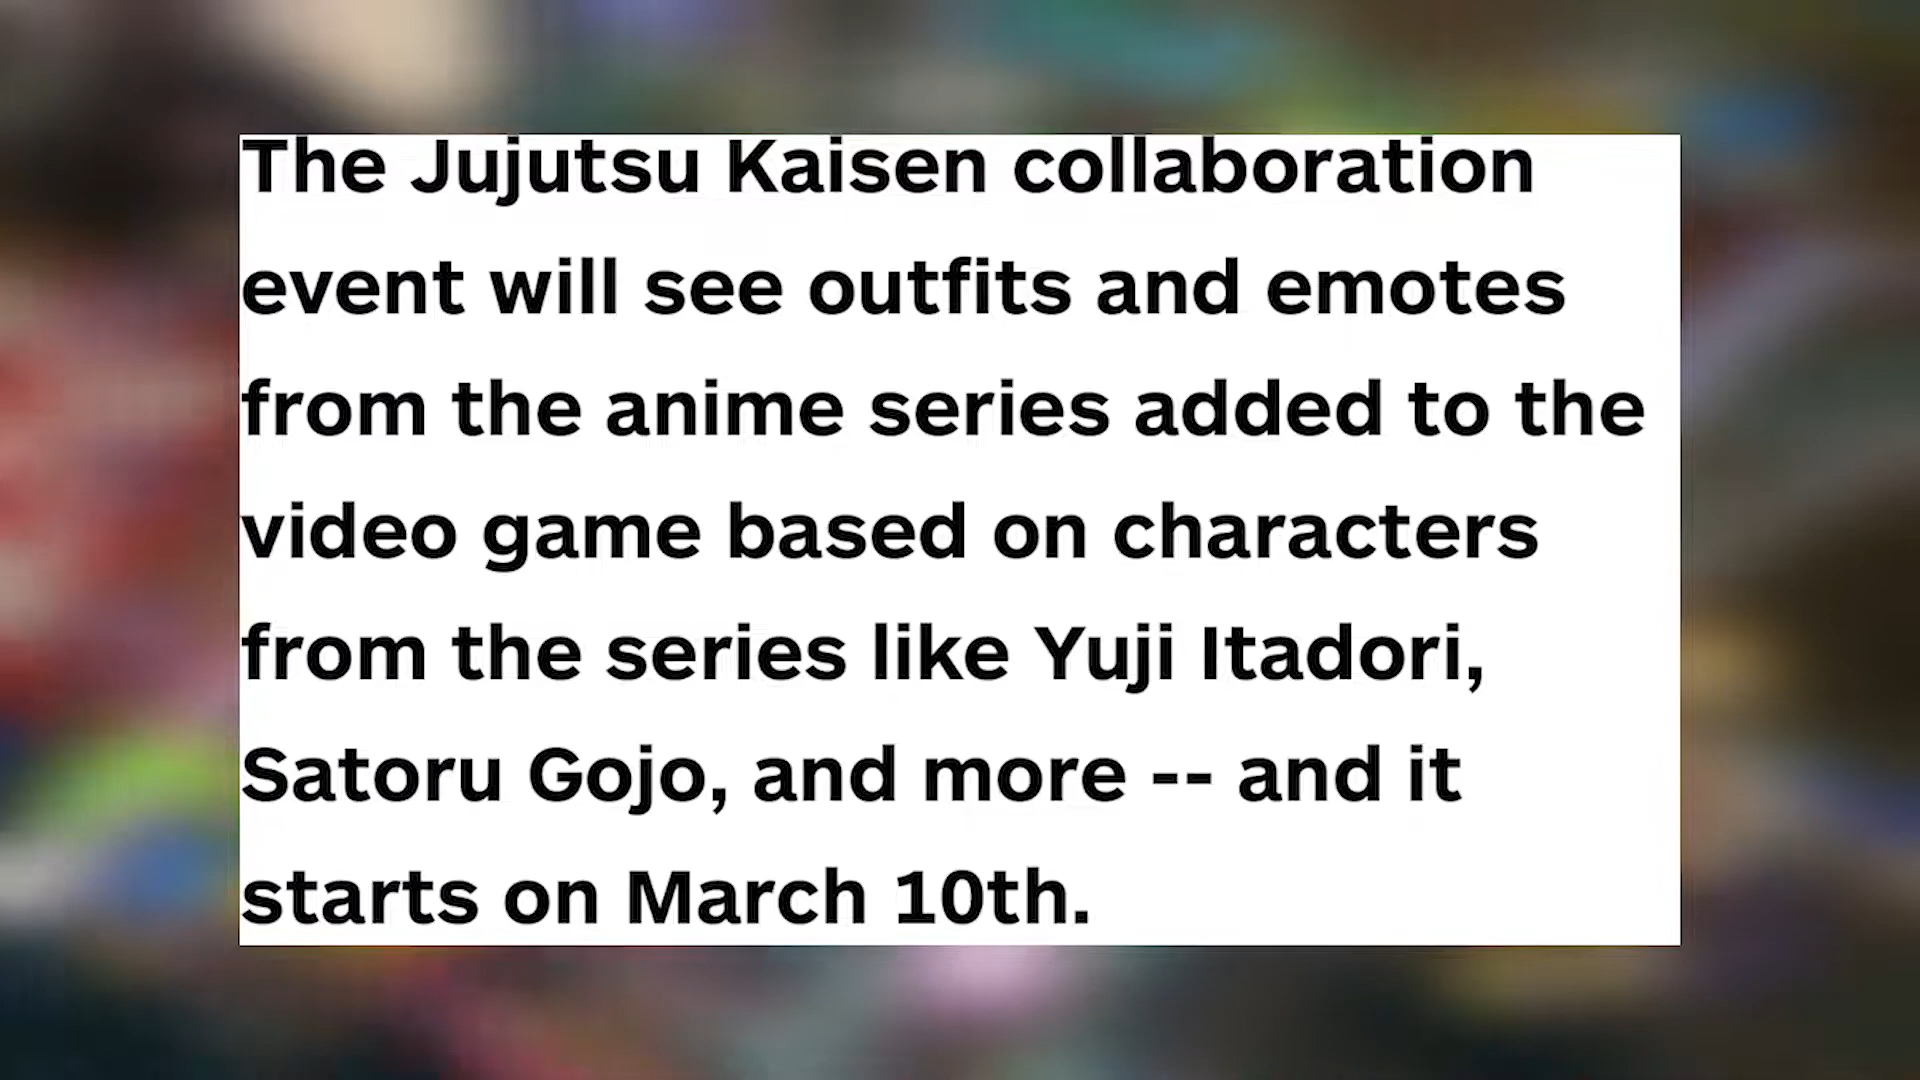 The Jujutsu Kaisen collaboration
event will see outfits and emotes
from the anime series added to the
video game based on characters
from the series like Yuji Itadori,
Satoru Gojo, and more -- and it
starts on March 10th.